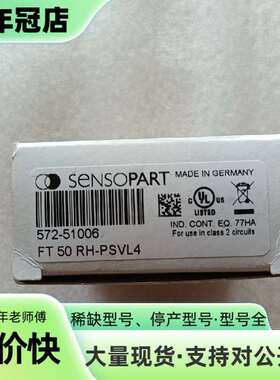 年冠店
SENSOPART
MADE IN GERMANY
572-51006
FT 50 RH-PSVL4
c UL US
LISTED
IND. CONT. EQ. 77HA
For use in class 2 circuits
年老师傅
稀缺型号、停产型号·型号全
价快
大量现货·支持对公